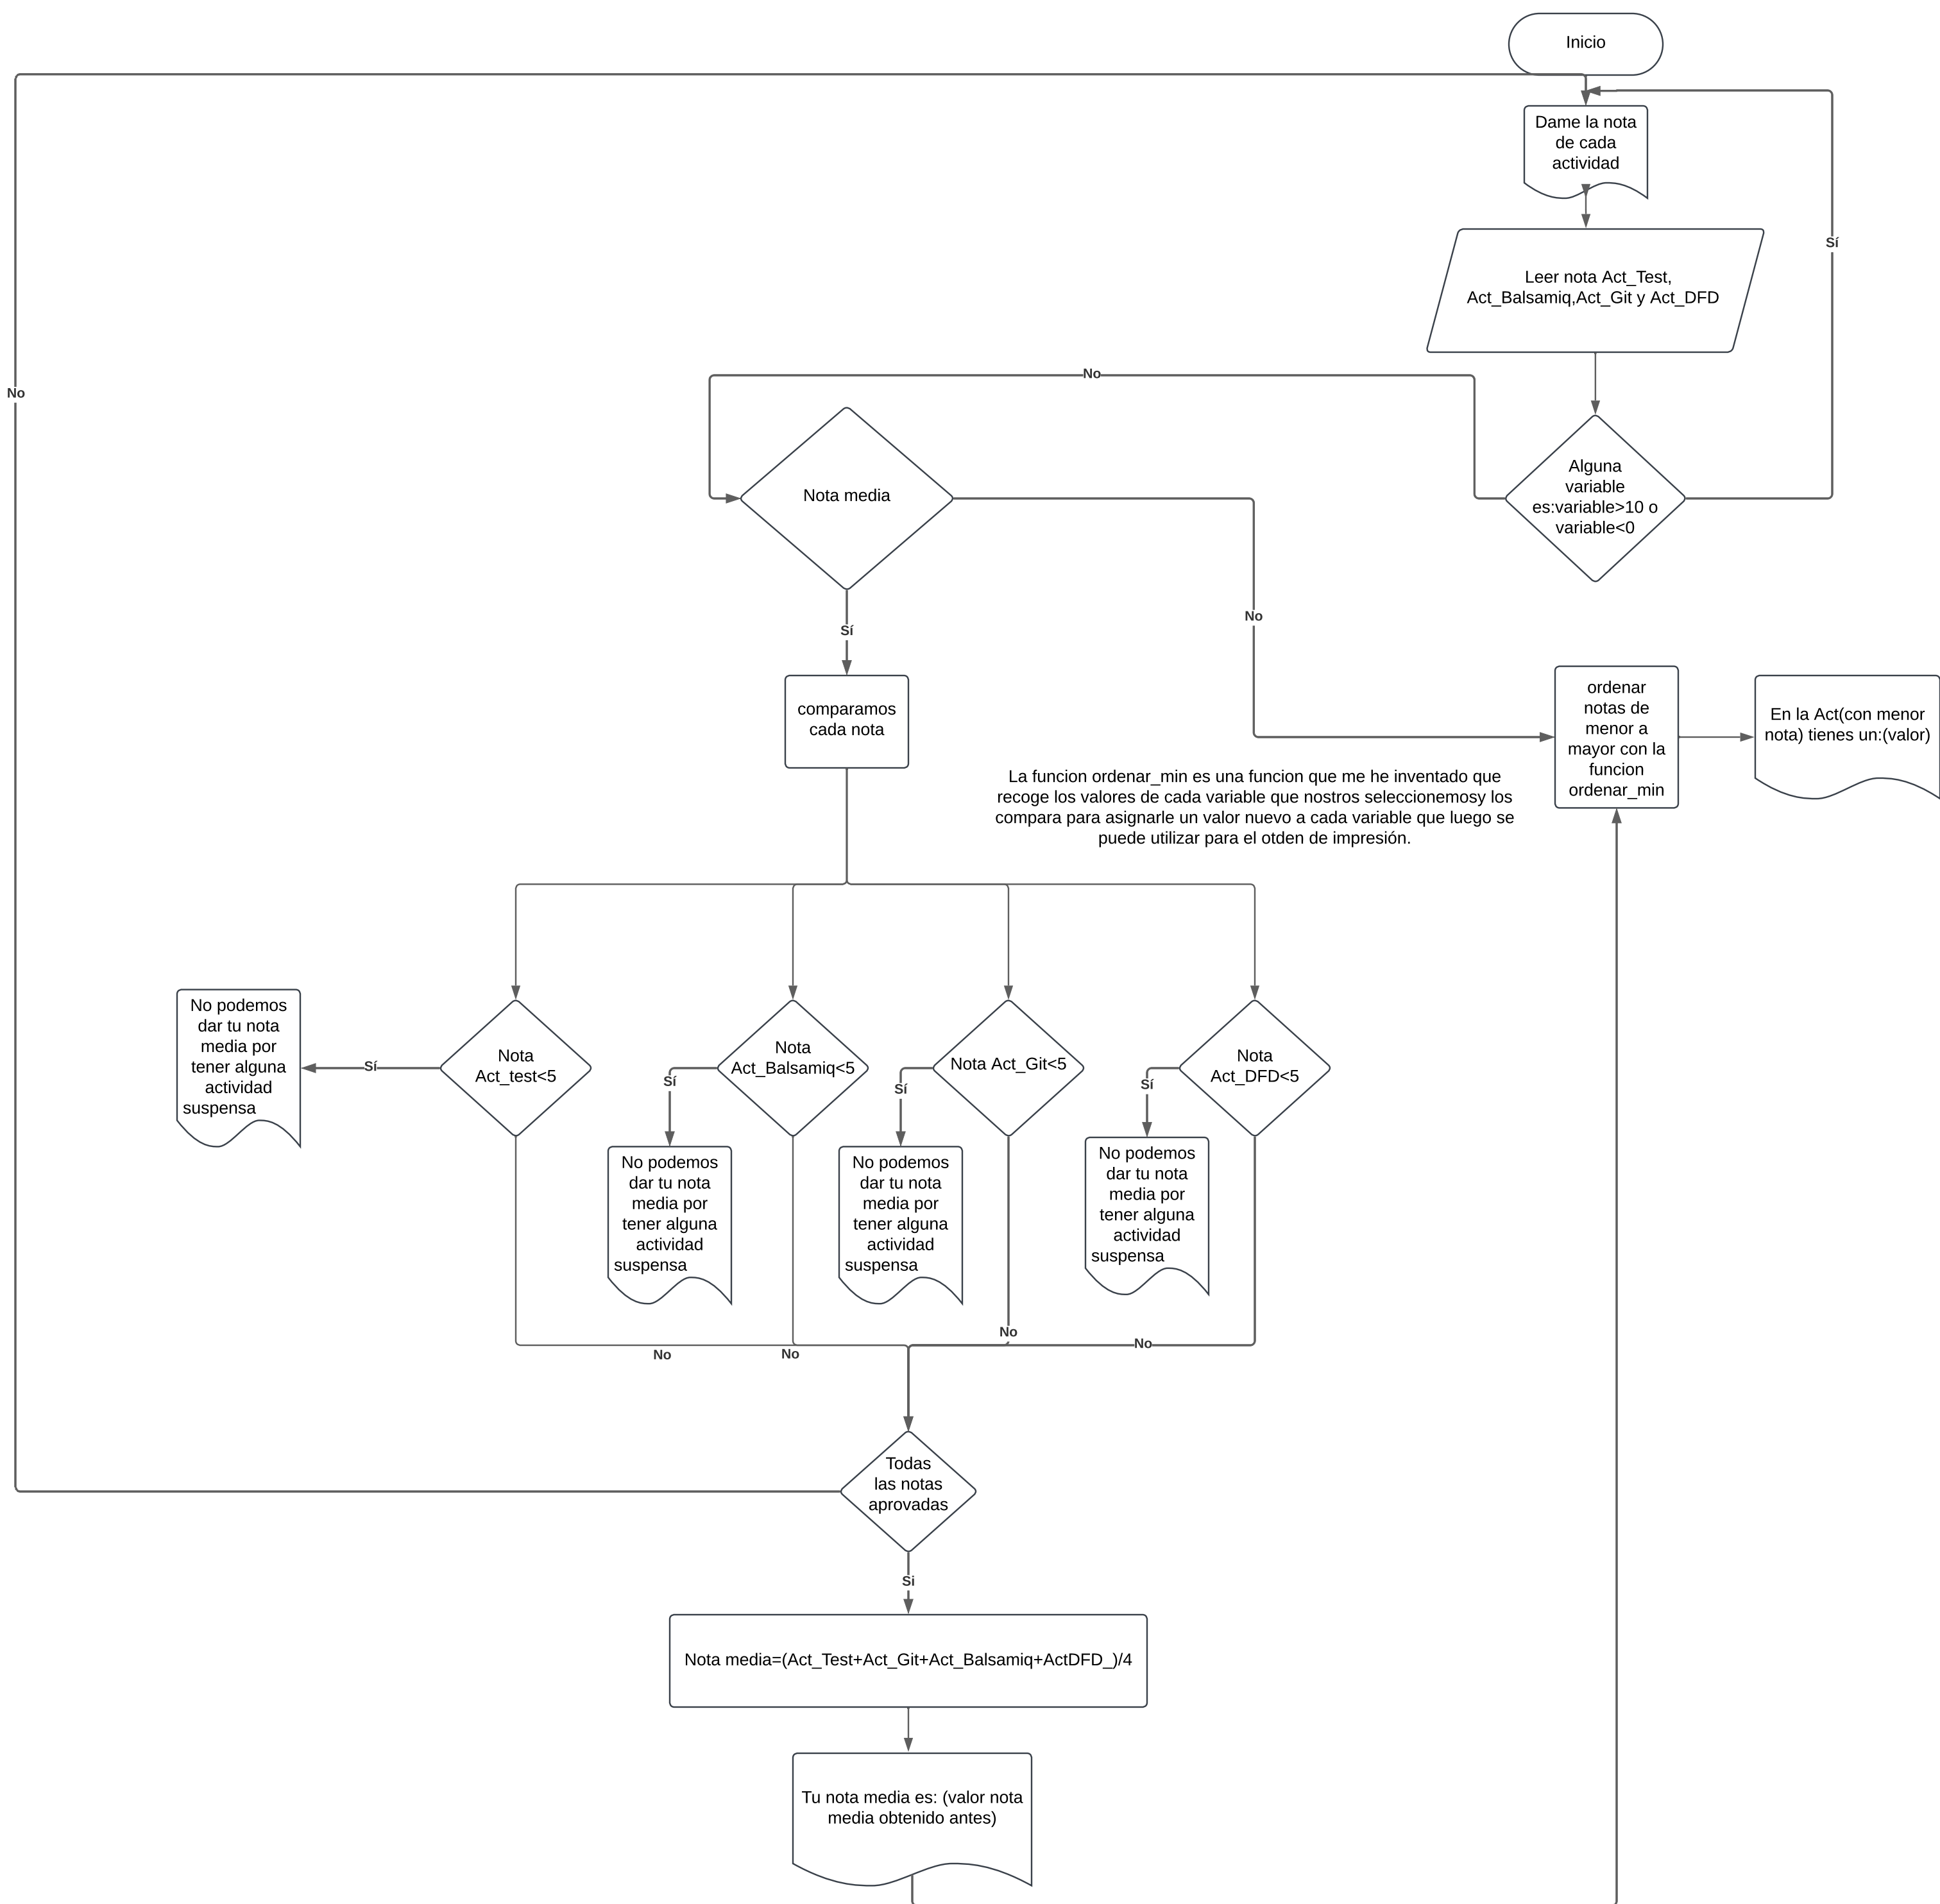 Inicio
Dame la nota
de cada
actividad
Sí
Leer nota Act_Test,
Act_Balsamiq,Act_Git y Act_DFD
No
No
Alguna
variable
es:variable>10 o
variable<0
Nota media
No
Sí
ordenar
notas de
menor a
mayor con la
funcion
ordenar_min
En la Act(con menor
nota) tienes un:(valor)
comparamos
cada nota
La funcion ordenar_min es una funcion que me he inventado que
recoge los valores de cada variable que nostros seleccionemosy los
compara para asignarle un valor nuevo a cada variable que luego se
puede utilizar para el otden de impresión.
No podemos
dar tu nota
media por
tener alguna
actividad
suspensa
Sí
Nota
Act_test<5
Nota
Act_Balsamiq<5
Sí
Nota Act_Git<5
Sí
Nota
Act_DFD<5
Sí
No podemos
dar tu nota
media por
tener alguna
actividad
suspensa
No podemos
dar tu nota
media por
tener alguna
actividad
suspensa
No podemos
dar tu nota
media por
tener alguna
actividad
suspensa
No
No
No
No
Todas
las notas
aprovadas
Si
Nota media=(Act_Test+Act_Git+Act_Balsamiq+ActDFD_)/4
Tu nota media es: (valor nota
media obtenido antes)